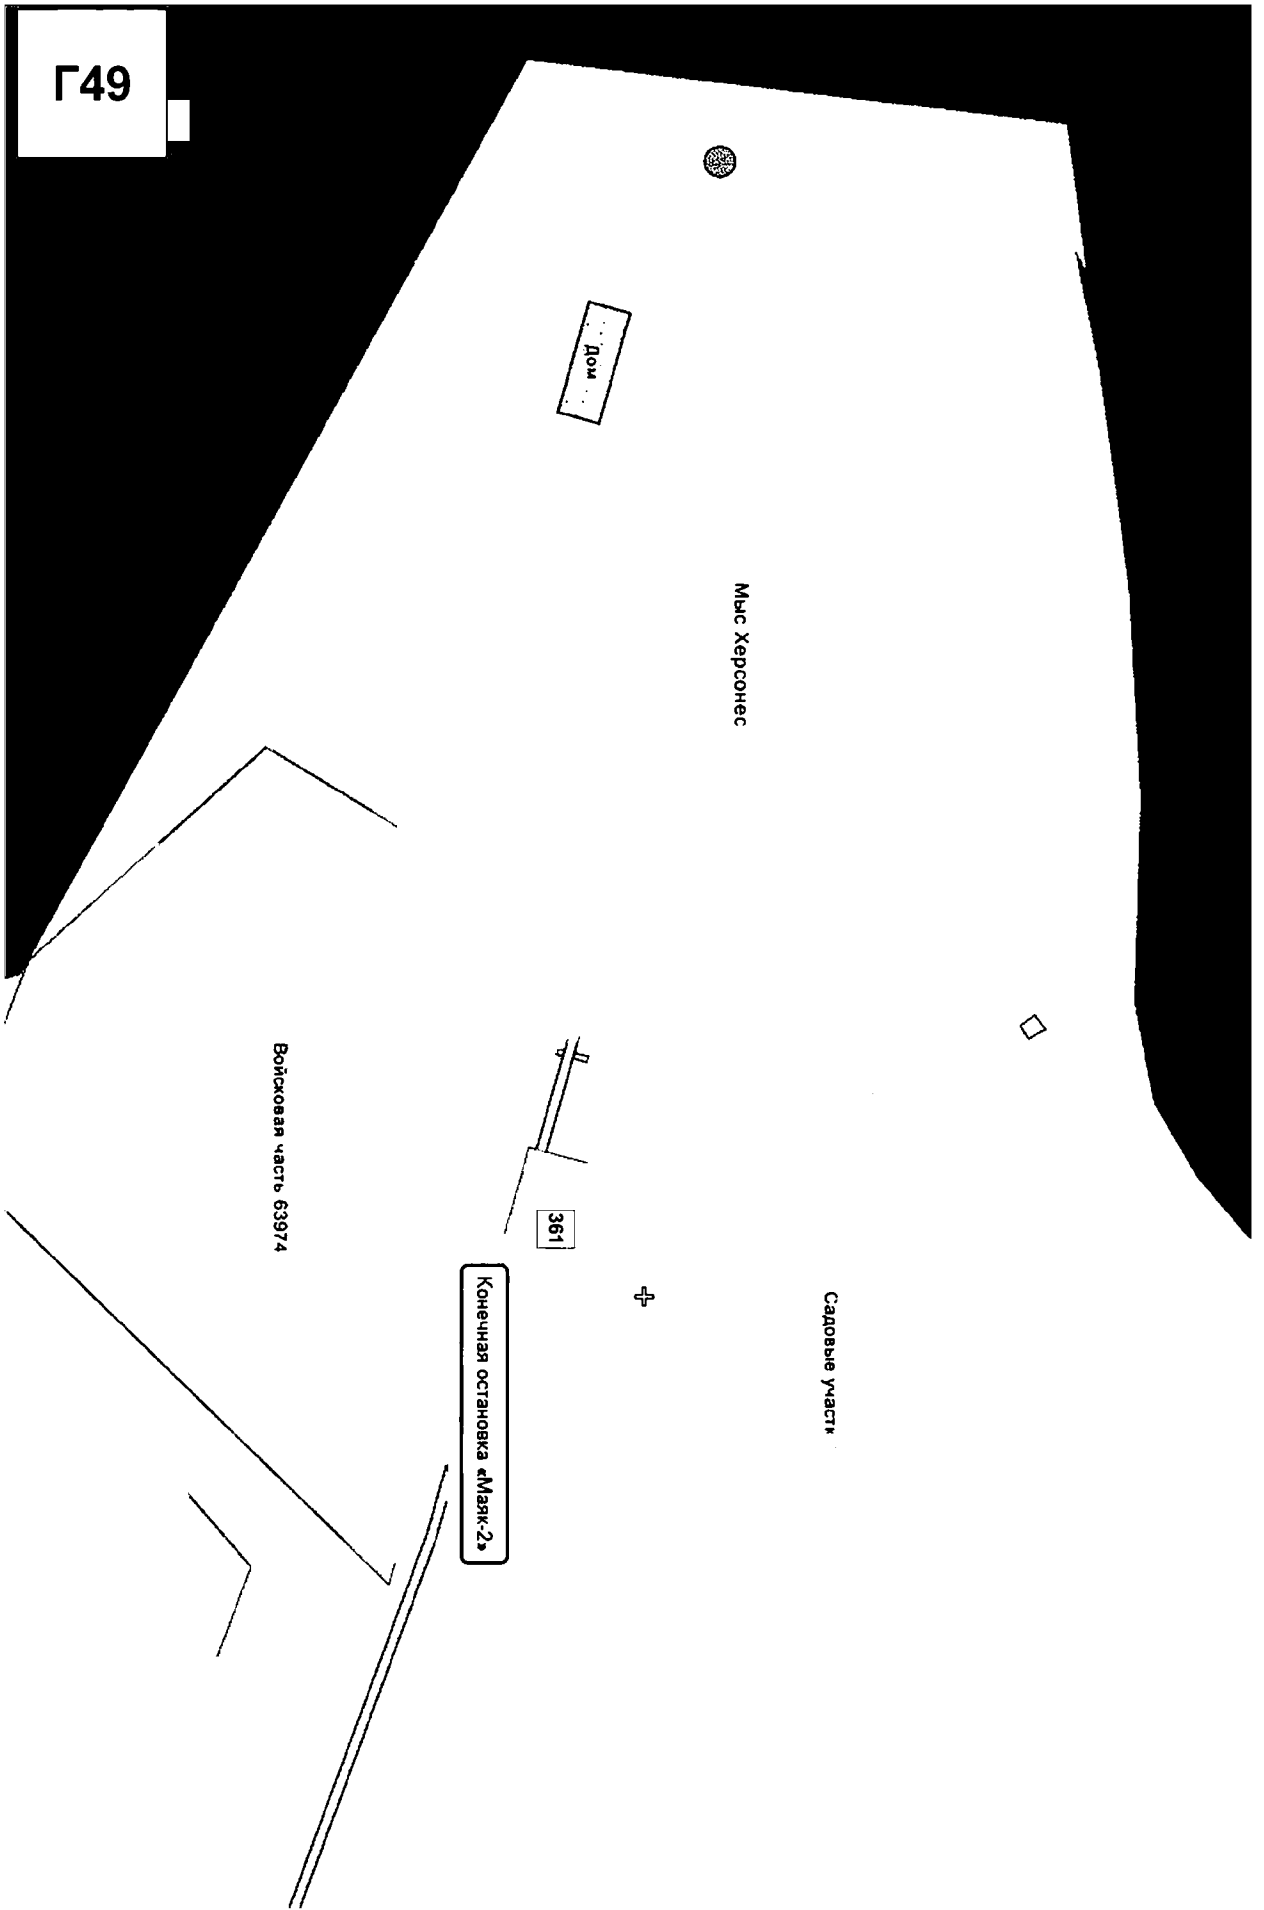 Г49
Дом
Мыс Херсонес
Войсковая часть 63974
361
Конечная остановка «Маяк-2»
Садовые участк